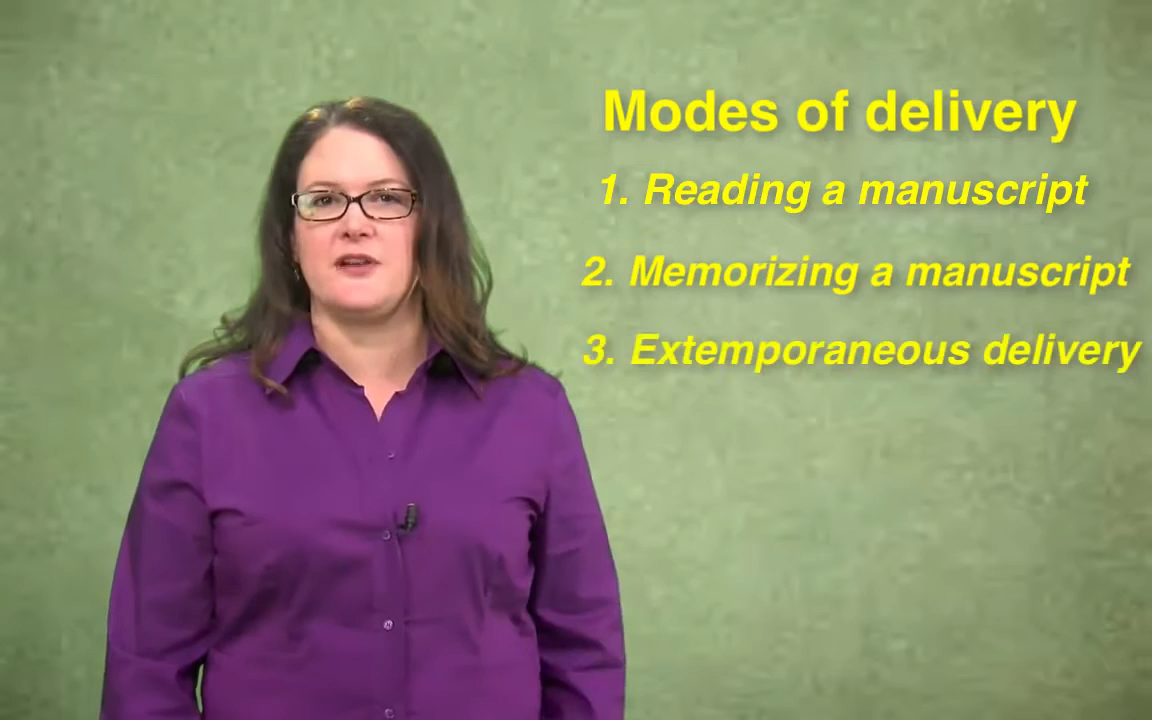 Modes of delivery
1. Reading a manuscript
2. Memorizing a manuscript
3. Extemporaneous delivery